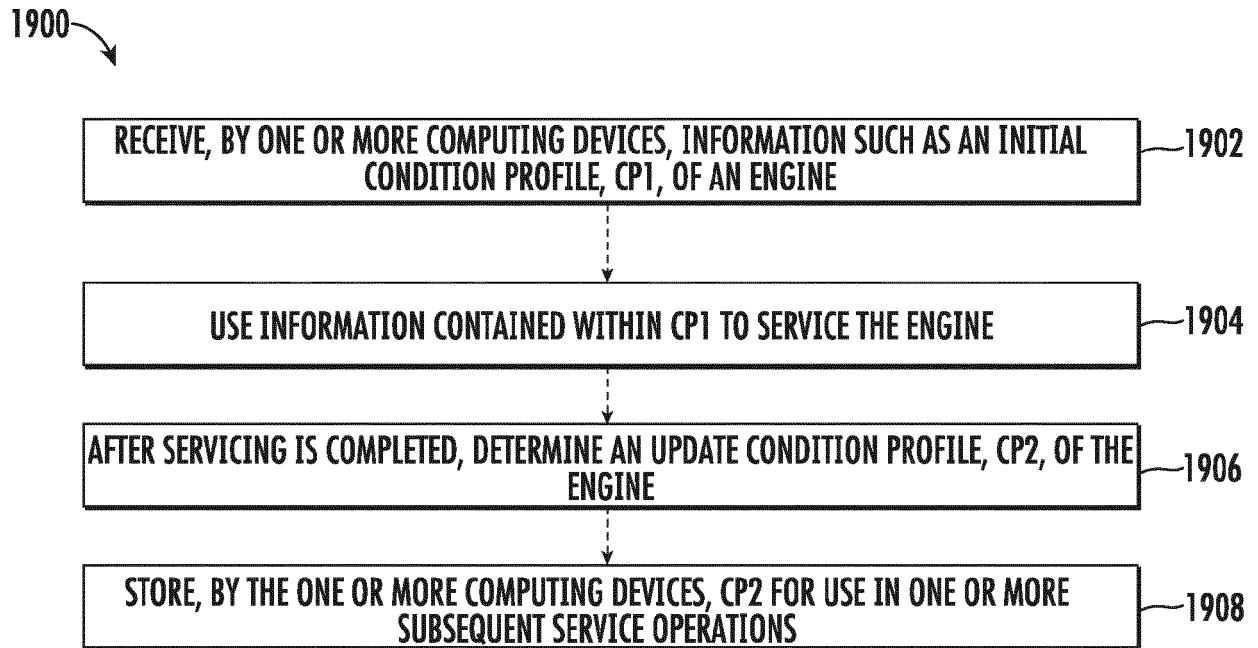 1900
RECEIVE, BY ONE OR MORE COMPUTING DEVICES, INFORMATION SUCH AS AN INITIAL
CONDITION PROFILE, CP1, OF AN ENGINE
1902
USE INFORMATION CONTAINED WITHIN CP1 TO SERVICE THE ENGINE
1904
AFTER SERVICING IS COMPLETED, DETERMINE AN UPDATE CONDITION PROFILE, CP2, OF THE
ENGINE
1906
STORE, BY THE ONE OR MORE COMPUTING DEVICES, CP2 FOR USE IN ONE OR MORE
SUBSEQUENT SERVICE OPERATIONS
1908